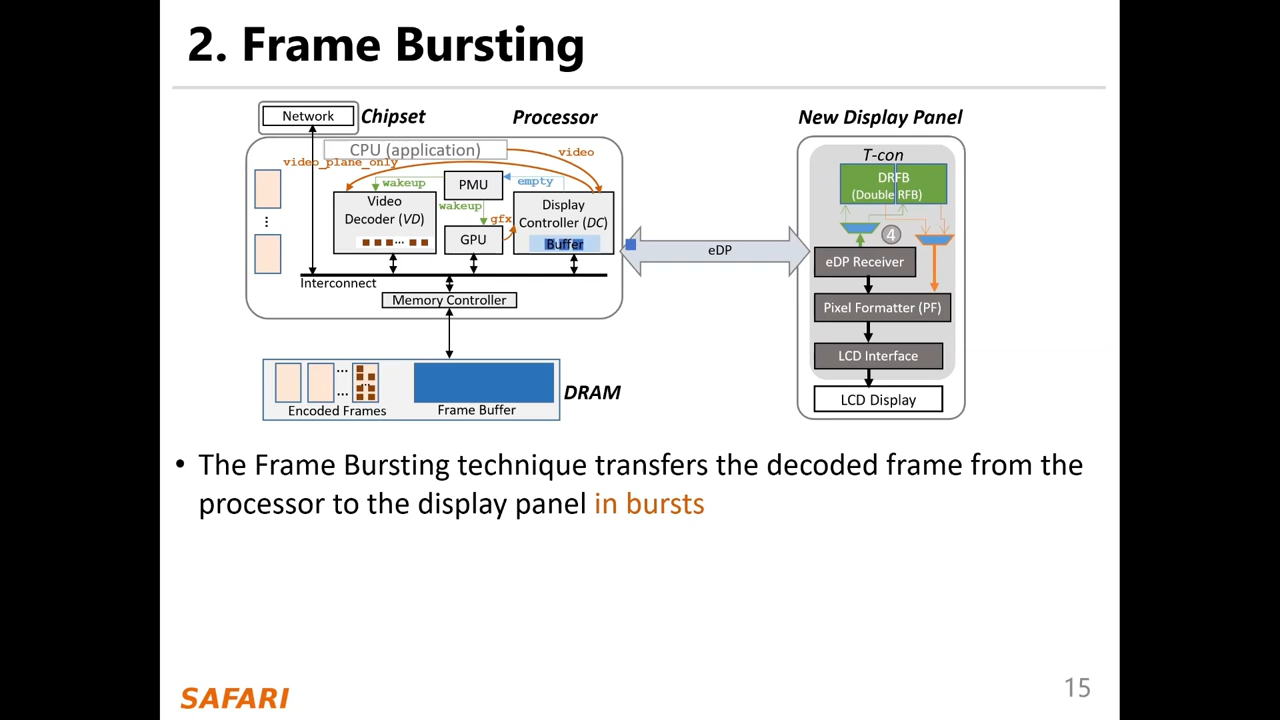 2. Frame Bursting
Network
Chipset
Processor
New Display Panel
CPU (application)
video_plane_only
video
wakeup
PMU
empty
Video
Decoder (VD)
wakeup
GPU
gfx
Display
Controller (DC)
Buffer
Interconnect
Memory Controller
eDP
T-con
DRFB
(Double RFB)
4
eDP Receiver
Pixel Formatter (PF)
LCD Interface
LCD Display
Encoded Frames
Frame Buffer
DRAM
• The Frame Bursting technique transfers the decoded frame from the
processor to the display panel in bursts
SAFARI
15